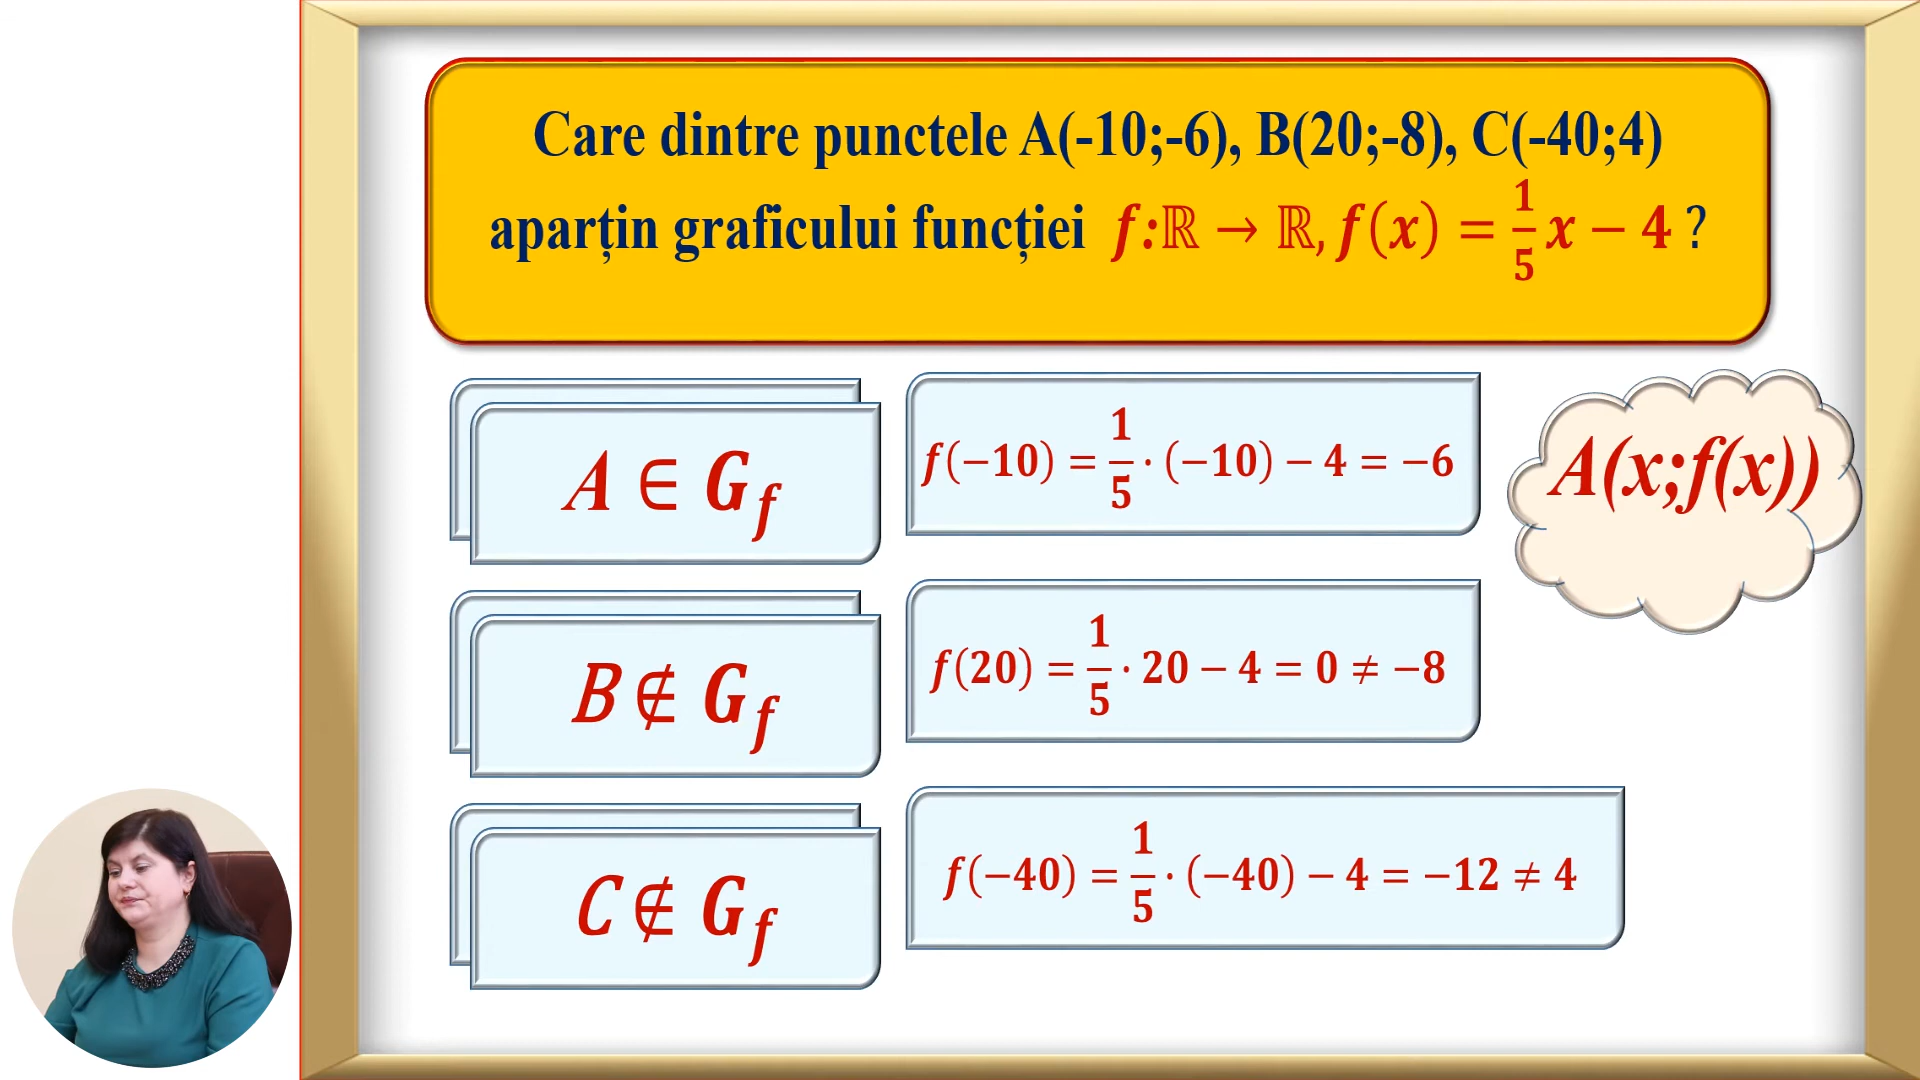 Care dintre punctele A(-10;-6), B(20;-8), C(-40;4)
aparțin graficului funcției f:ℝ → ℝ, f(x) = 1/5 x − 4 ?
A ∈ G_f
f(−10) = 1/5 · (−10) − 4 = −6
A(x;f(x))
B ∉ G_f
f(20) = 1/5 · 20 − 4 = 0 ≠ −8
C ∉ G_f
f(−40) = 1/5 · (−40) − 4 = −12 ≠ 4